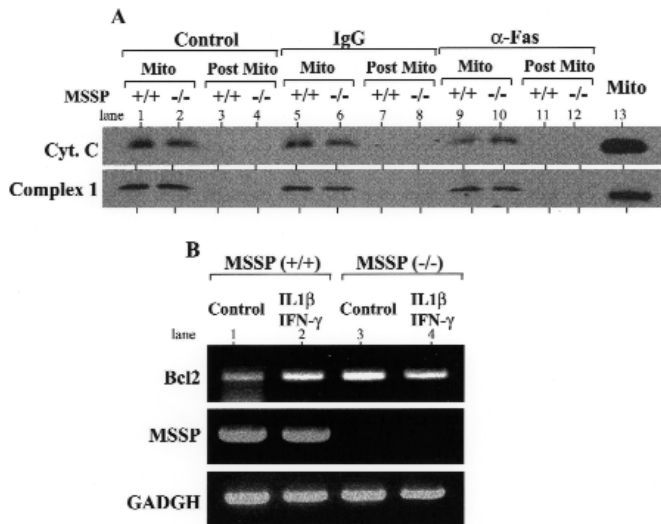 A
Control IgG α-Fas
Mito Post Mito Mito Post Mito Mito Post Mito Mito
MSSP +/+ -/- +/+ -/- +/+ -/- +/+ -/- +/+ -/- +/+ -/-
lane 1 2 3 4 5 6 7 8 9 10 11 12 13
Cyt. C
Complex 1
B
MSSP (+/+) MSSP (-/-)
Control IL1β IFN-γ Control IL1β IFN-γ
lane 1 2 3 4
Bcl2
MSSP
GADGH